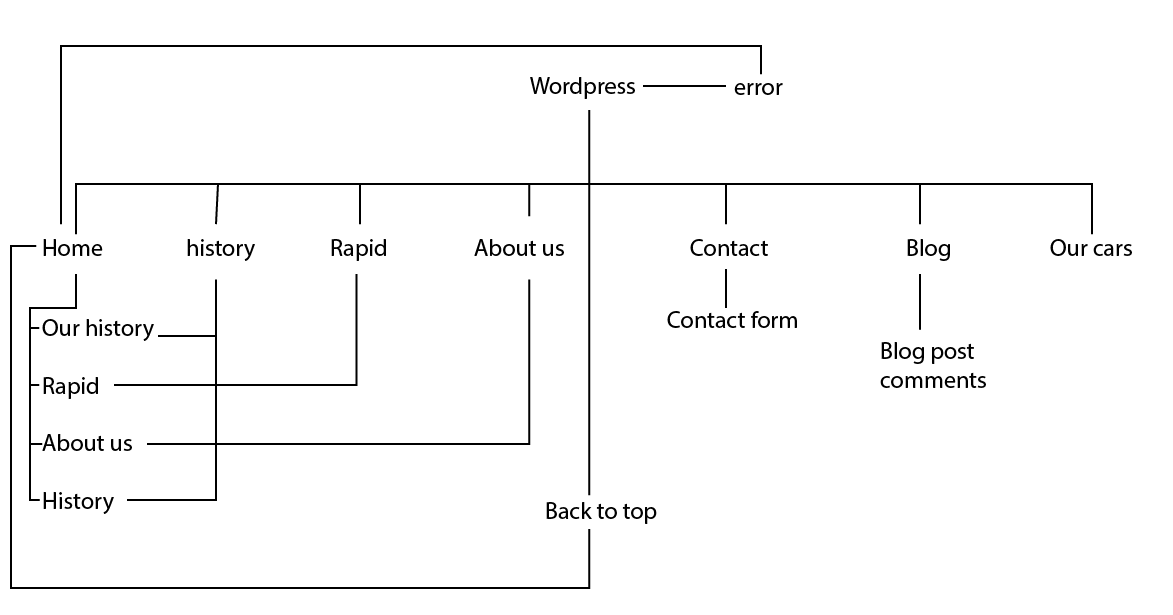 Wordpress
error
Home
history
Rapid
About us
Contact
Blog
Our cars
Our history
Contact form
Blog post
comments
Rapid
About us
History
Back to top